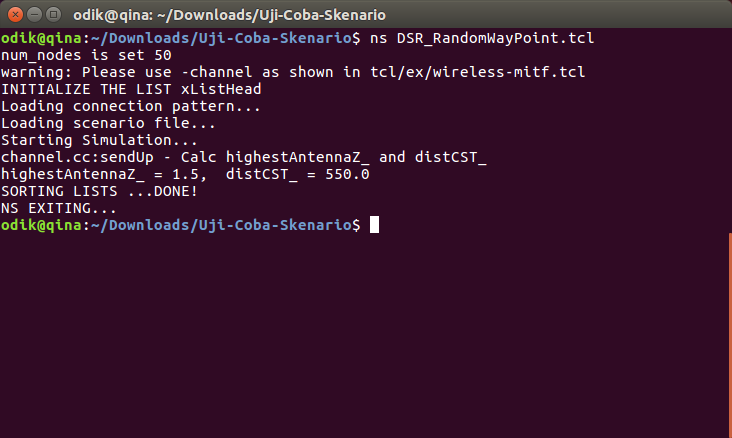 odik@qina: ~/Downloads/Uji-Coba-Skenario
odik@qina:~/Downloads/Uji-Coba-Skenario$ ns DSR_RandomWayPoint.tcl
num_nodes is set 50
warning: Please use -channel as shown in tcl/ex/wireless-mitf.tcl
INITIALIZE THE LIST xListHead
Loading connection pattern...
Loading scenario file...
Starting Simulation...
channel.cc:sendUp - Calc highestAntennaZ_ and distCST_
highestAntennaZ_ = 1.5,  distCST_ = 550.0
SORTING LISTS ...DONE!
NS EXITING...
odik@qina:~/Downloads/Uji-Coba-Skenario$